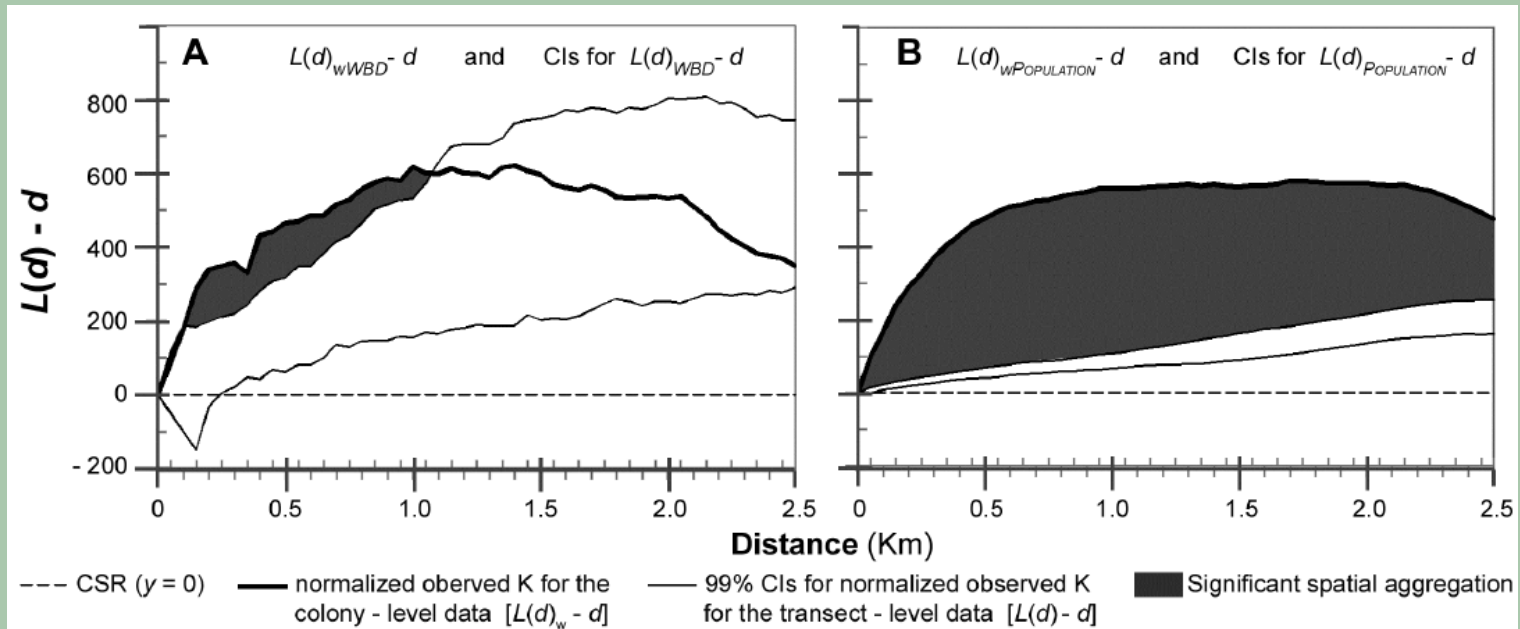 A L(d)wWBD- d and CIs for L(d)WBD- d
B L(d)wPOPULATION- d and CIs for L(d)POPULATION- d
L(d) - d
800
600
400
200
0
- 200
0 0.5 1.0 1.5 2.0 2.5
0 0.5 1.0 1.5 2.0 2.5
Distance (Km)
CSR (y = 0)
normalized oberved K for the
colony - level data [L(d)w - d]
99% CIs for normalized observed K
for the transect - level data [L(d) - d]
Significant spatial aggregation